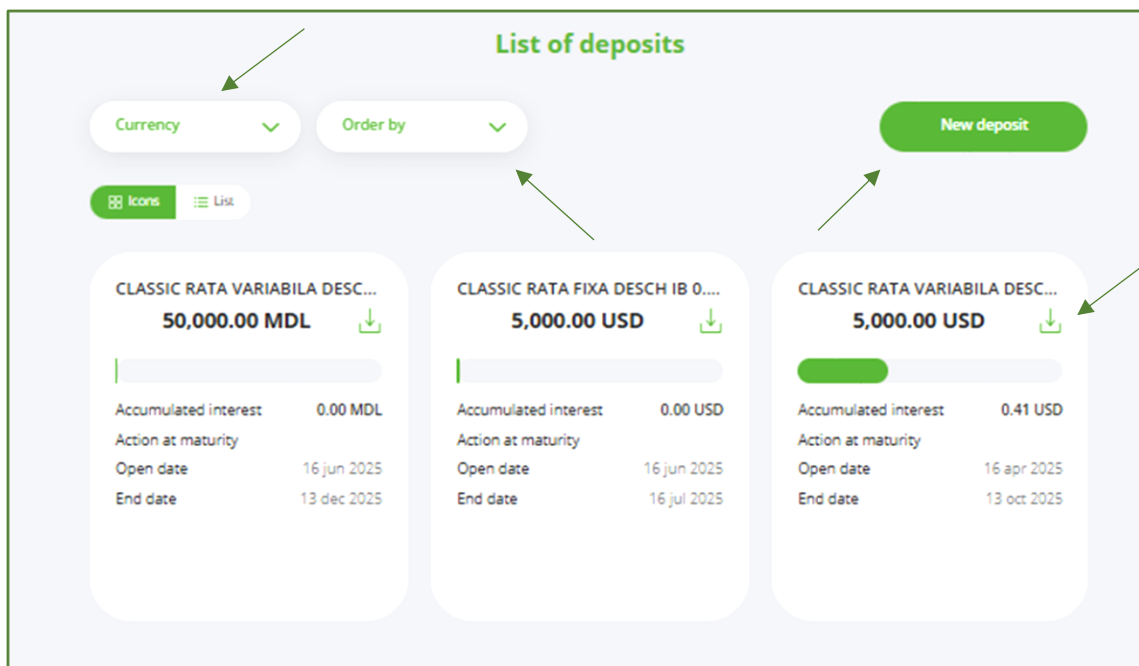 List of deposits
Currency
Order by
New deposit
Icons
List
CLASSIC RATA VARIABILA DESC...
50,000.00 MDL
Accumulated interest 0.00 MDL
Action at maturity
Open date 16 jun 2025
End date 13 dec 2025
CLASSIC RATA FIXA DESCH IB 0....
5,000.00 USD
Accumulated interest 0.00 USD
Action at maturity
Open date 16 jun 2025
End date 16 jul 2025
CLASSIC RATA VARIABILA DESC...
5,000.00 USD
Accumulated interest 0.41 USD
Action at maturity
Open date 16 apr 2025
End date 13 oct 2025